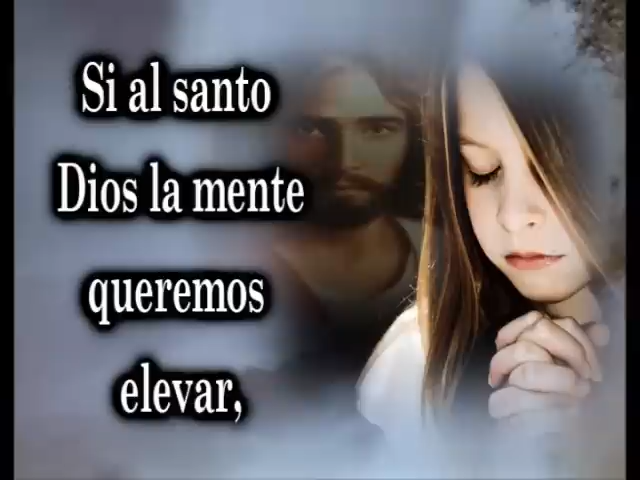 Si al santo
Dios la mente
queremos
elevar,